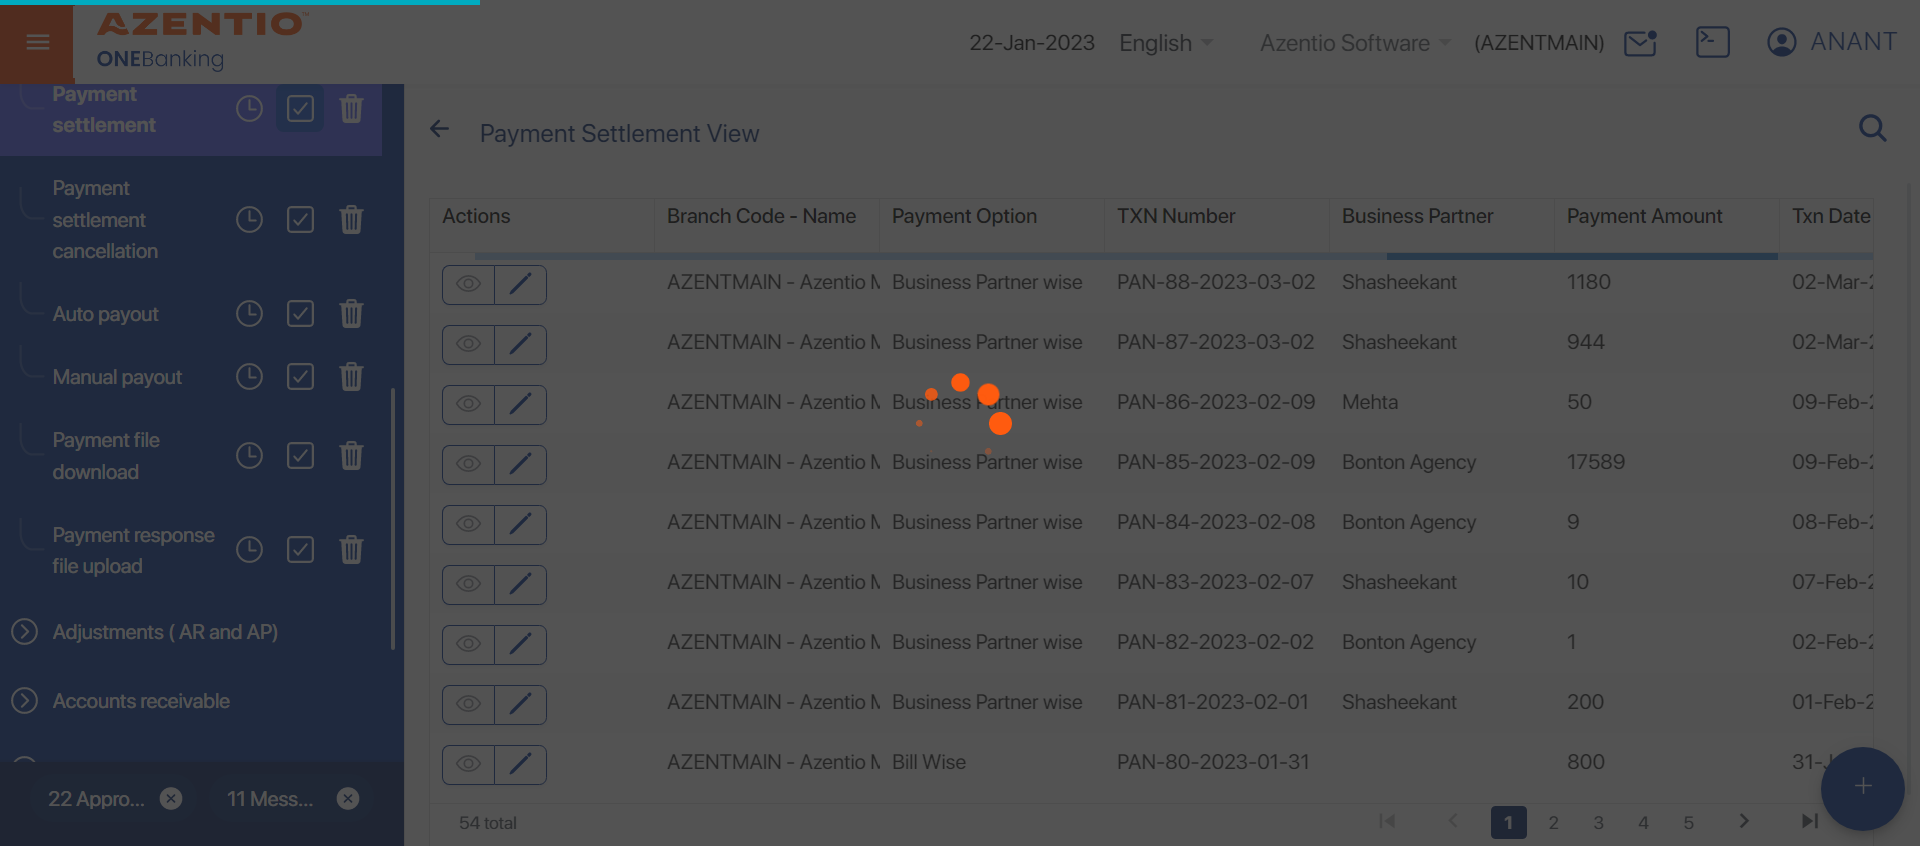 AZENTIO
ONEBanking
22-Jan-2023 English Azentio Software (AZENTMAIN) ANANT
Payment
settlement
Payment
settlement
cancellation
Auto payout
Manual payout
Payment file
download
Payment response
file upload
Adjustments ( AR and AP)
Accounts receivable
22 Appro... 11 Mess...
Payment Settlement View
Actions Branch Code - Name Payment Option TXN Number Business Partner Payment Amount Txn Date
AZENTMAIN - Azentio Business Partner wise PAN-88-2023-03-02 Shasheekant 1180 02-Mar-2
AZENTMAIN - Azentio Business Partner wise PAN-87-2023-03-02 Shasheekant 944 02-Mar-2
AZENTMAIN - Azentio Business Partner wise PAN-86-2023-02-09 Mehta 50 09-Feb-2
AZENTMAIN - Azentio Business Partner wise PAN-85-2023-02-09 Bonton Agency 17589 09-Feb-2
AZENTMAIN - Azentio Business Partner wise PAN-84-2023-02-08 Bonton Agency 9 08-Feb-2
AZENTMAIN - Azentio Business Partner wise PAN-83-2023-02-07 Shasheekant 10 07-Feb-2
AZENTMAIN - Azentio Business Partner wise PAN-82-2023-02-02 Bonton Agency 1 02-Feb-2
AZENTMAIN - Azentio Business Partner wise PAN-81-2023-02-01 Shasheekant 200 01-Feb-2
AZENTMAIN - Azentio Bill Wise PAN-80-2023-01-31 800 31-J
54 total 1 2 3 4 5